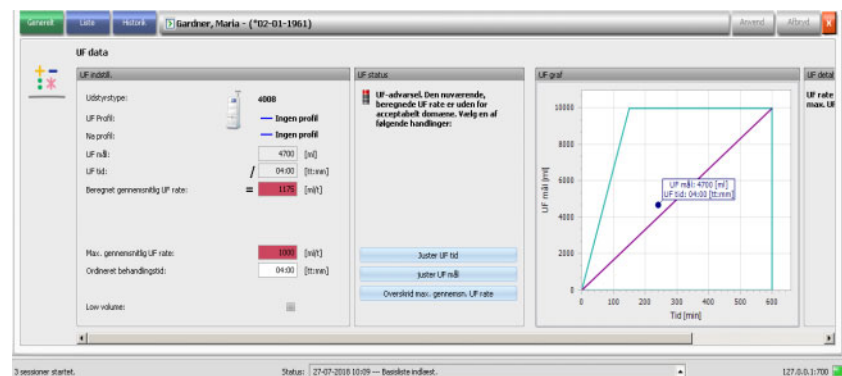 Generelt
Liste
Historik
Gardner, Maria - (*02-01-1961)
Anvend
Afbryd
X
UF data
UF indstil.
Udstyrstype:
4008
UF Profil:
Ingen profil
Na profil:
Ingen profil
UF mål:
4700 [ml]
UF tid:
/ 04:00 [tt:mm]
Beregnet gennemsnitlig UF rate:
= 1175 [ml/t]
Max. gennemsnitlig UF rate:
1000 [ml/t]
Ordineret behandlingstid:
04:00 [tt:mm]
Low volume:
UF status
UF-advarsel. Den nuværende,
beregnede UF rate er uden for
acceptabelt domæne. Vælg en af
følgende handlinger:
Juster UF tid
juster UF mål
Overskrid max. gennemsn. UF rate
UF graf
10000
8000
6000
4000
2000
0
UF mål [ml]
UF mål: 4700 [ml]
UF tid: 04:00 [tt:mm]
0 100 200 300 400 500 600
Tid [min]
UF detal
UF rate
max. UF
3 sessioner startet.
Status: 27-07-2018 10:09 --- Basisliste indlæst.
127.0.0.1:700